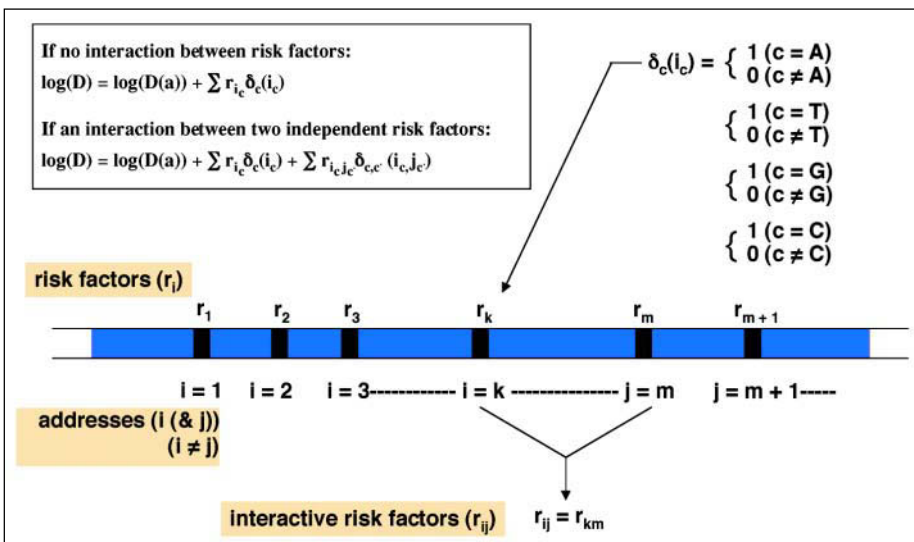 If no interaction between risk factors:
log(D) = log(D(a)) + ∑ r_{i_c} δ_c(i_c)
If an interaction between two independent risk factors:
log(D) = log(D(a)) + ∑ r_{i_c} δ_c(i_c) + ∑ r_{i_c j_c'} δ_{c,c'} (i_c, j_c')
δ_c(i_c) = { 1 (c = A)
0 (c ≠ A)
{ 1 (c = T)
0 (c ≠ T)
{ 1 (c = G)
0 (c ≠ G)
{ 1 (c = C)
0 (c ≠ C)
risk factors (r_i)
r_1 r_2 r_3 r_k r_m r_{m + 1}
i = 1 i = 2 i = 3------------ i = k ---------------- j = m j = m + 1-----
addresses (i (& j))
(i ≠ j)
interactive risk factors (r_{ij}) r_{ij} = r_{km}